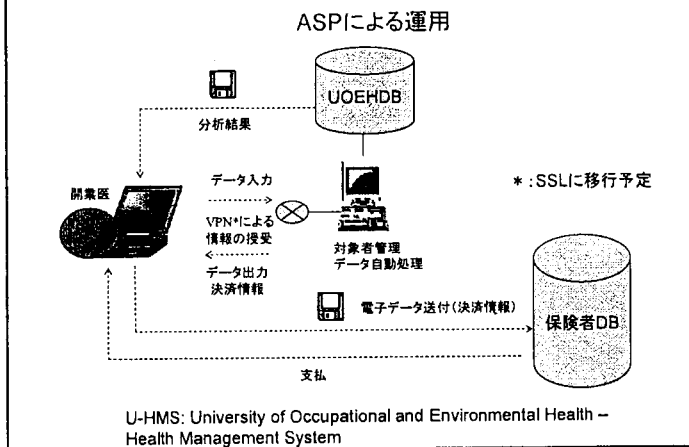 ASPによる運用
UOEHDB
分析結果
開業医
データ入力
VPN*による
情報の授受
データ出力
決済情報
対象者管理
データ自動処理
*:SSLに移行予定
電子データ送付(決済情報)
保険者DB
支払
U-HMS: University of Occupational and Environmental Health –
Health Management System